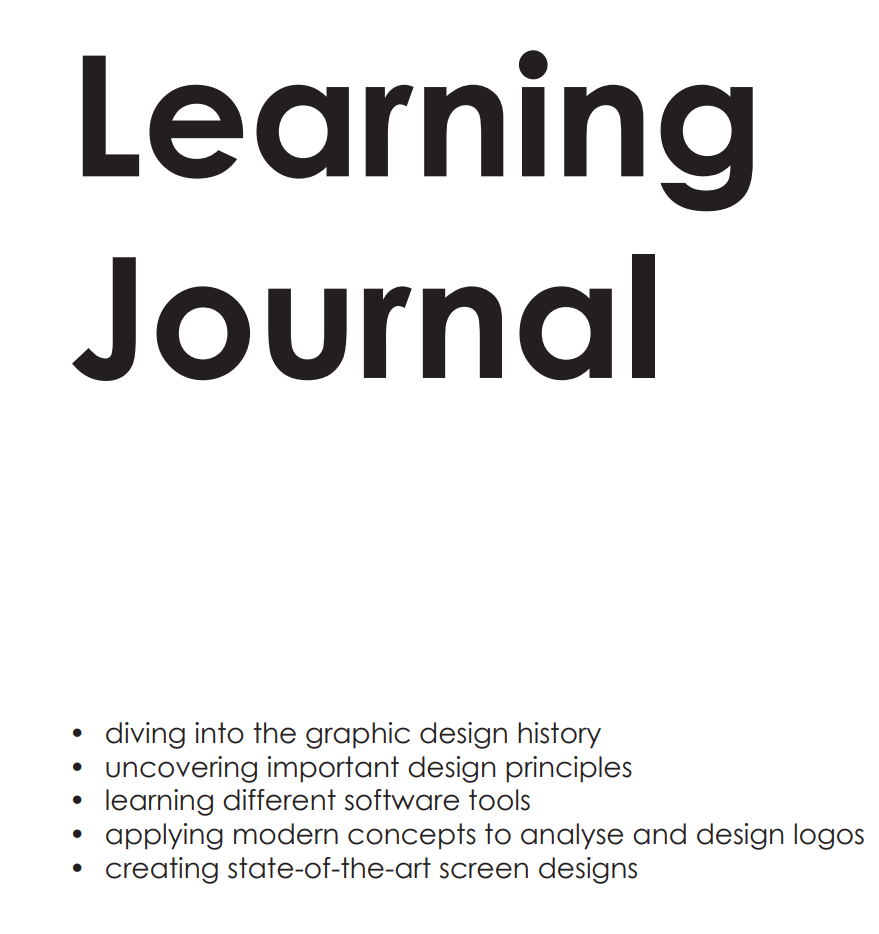 Learning
Journal
• diving into the graphic design history
• uncovering important design principles
• learning different software tools
• applying modern concepts to analyse and design logos
• creating state-of-the-art screen designs